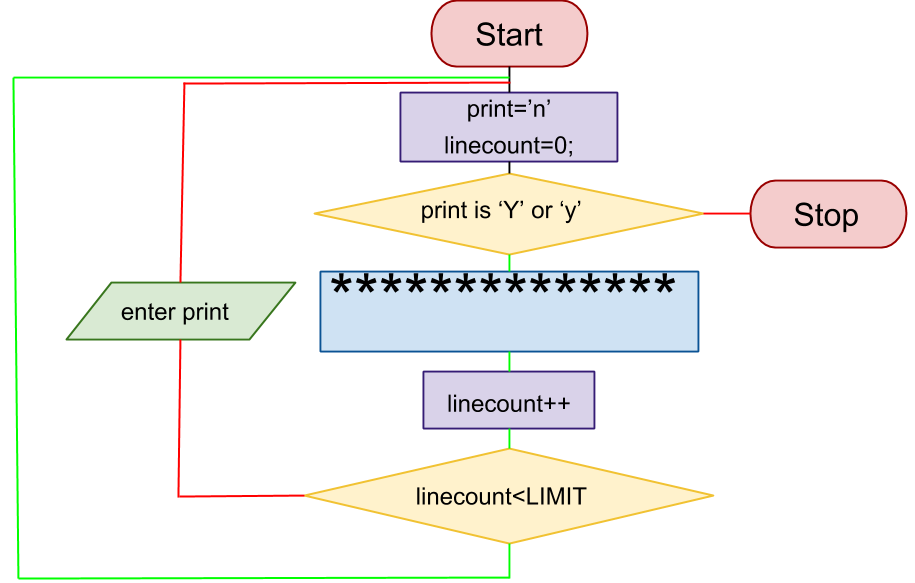 Start
print=’n’
linecount=0;
print is ‘Y’ or ‘y’
Stop
**************
enter print
linecount++
linecount<LIMIT